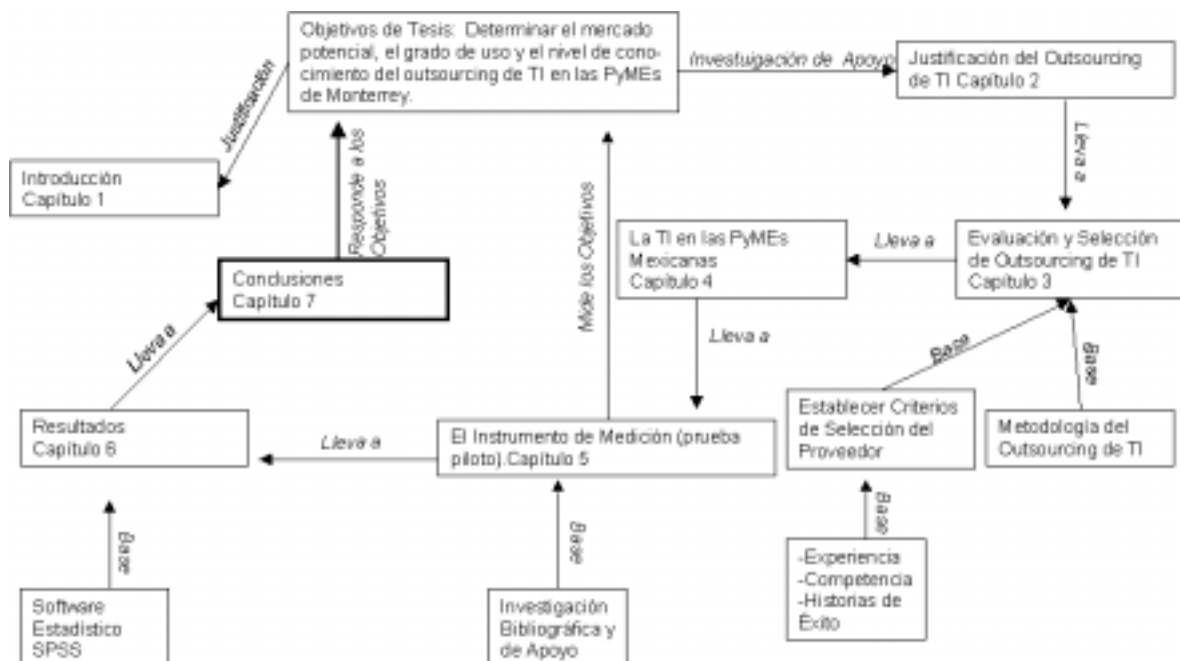 Objetivos de Tesis: Determinar el mercado
potencial, el grado de uso y el nivel de cono-
cimiento del outsourcing de TI en las PyMEs
de Monterrey.
Investuigación de Apoyo
Justificación del Outsourcing
de TI Capítulo 2
Justificación
Introducción
Capítulo 1
Responde a los
Objetivos
Mide los Objetivos
Lleva a
La TI en las PyMEs
Mexicanas
Capítulo 4
Lleva a
Evaluación y Selección
de Outsourcing de TI
Capítulo 3
Conclusiones
Capítulo 7
Lleva a
Lleva a
Base
Base
Resultados
Capítulo 6
Lleva a
El Instrumento de Medición (prueba
piloto).Capítulo 5
Establecer Criterios
de Selección del
Proveedor
Metodología del
Outsourcing de TI
Base
Base
Base
Software
Estadístico
SPSS
Investigación
Bibliográfica y
de Apoyo
-Experiencia
-Competencia
-Historias de
Éxito